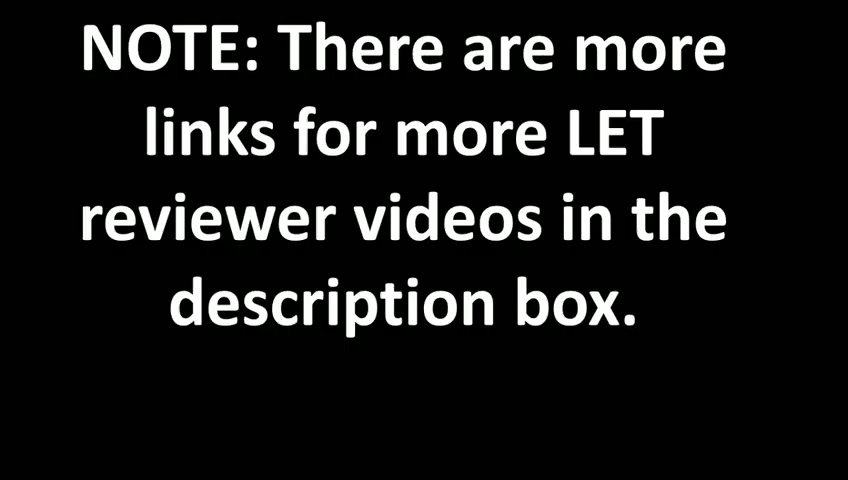 NOTE: There are more
links for more LET
reviewer videos in the
description box.